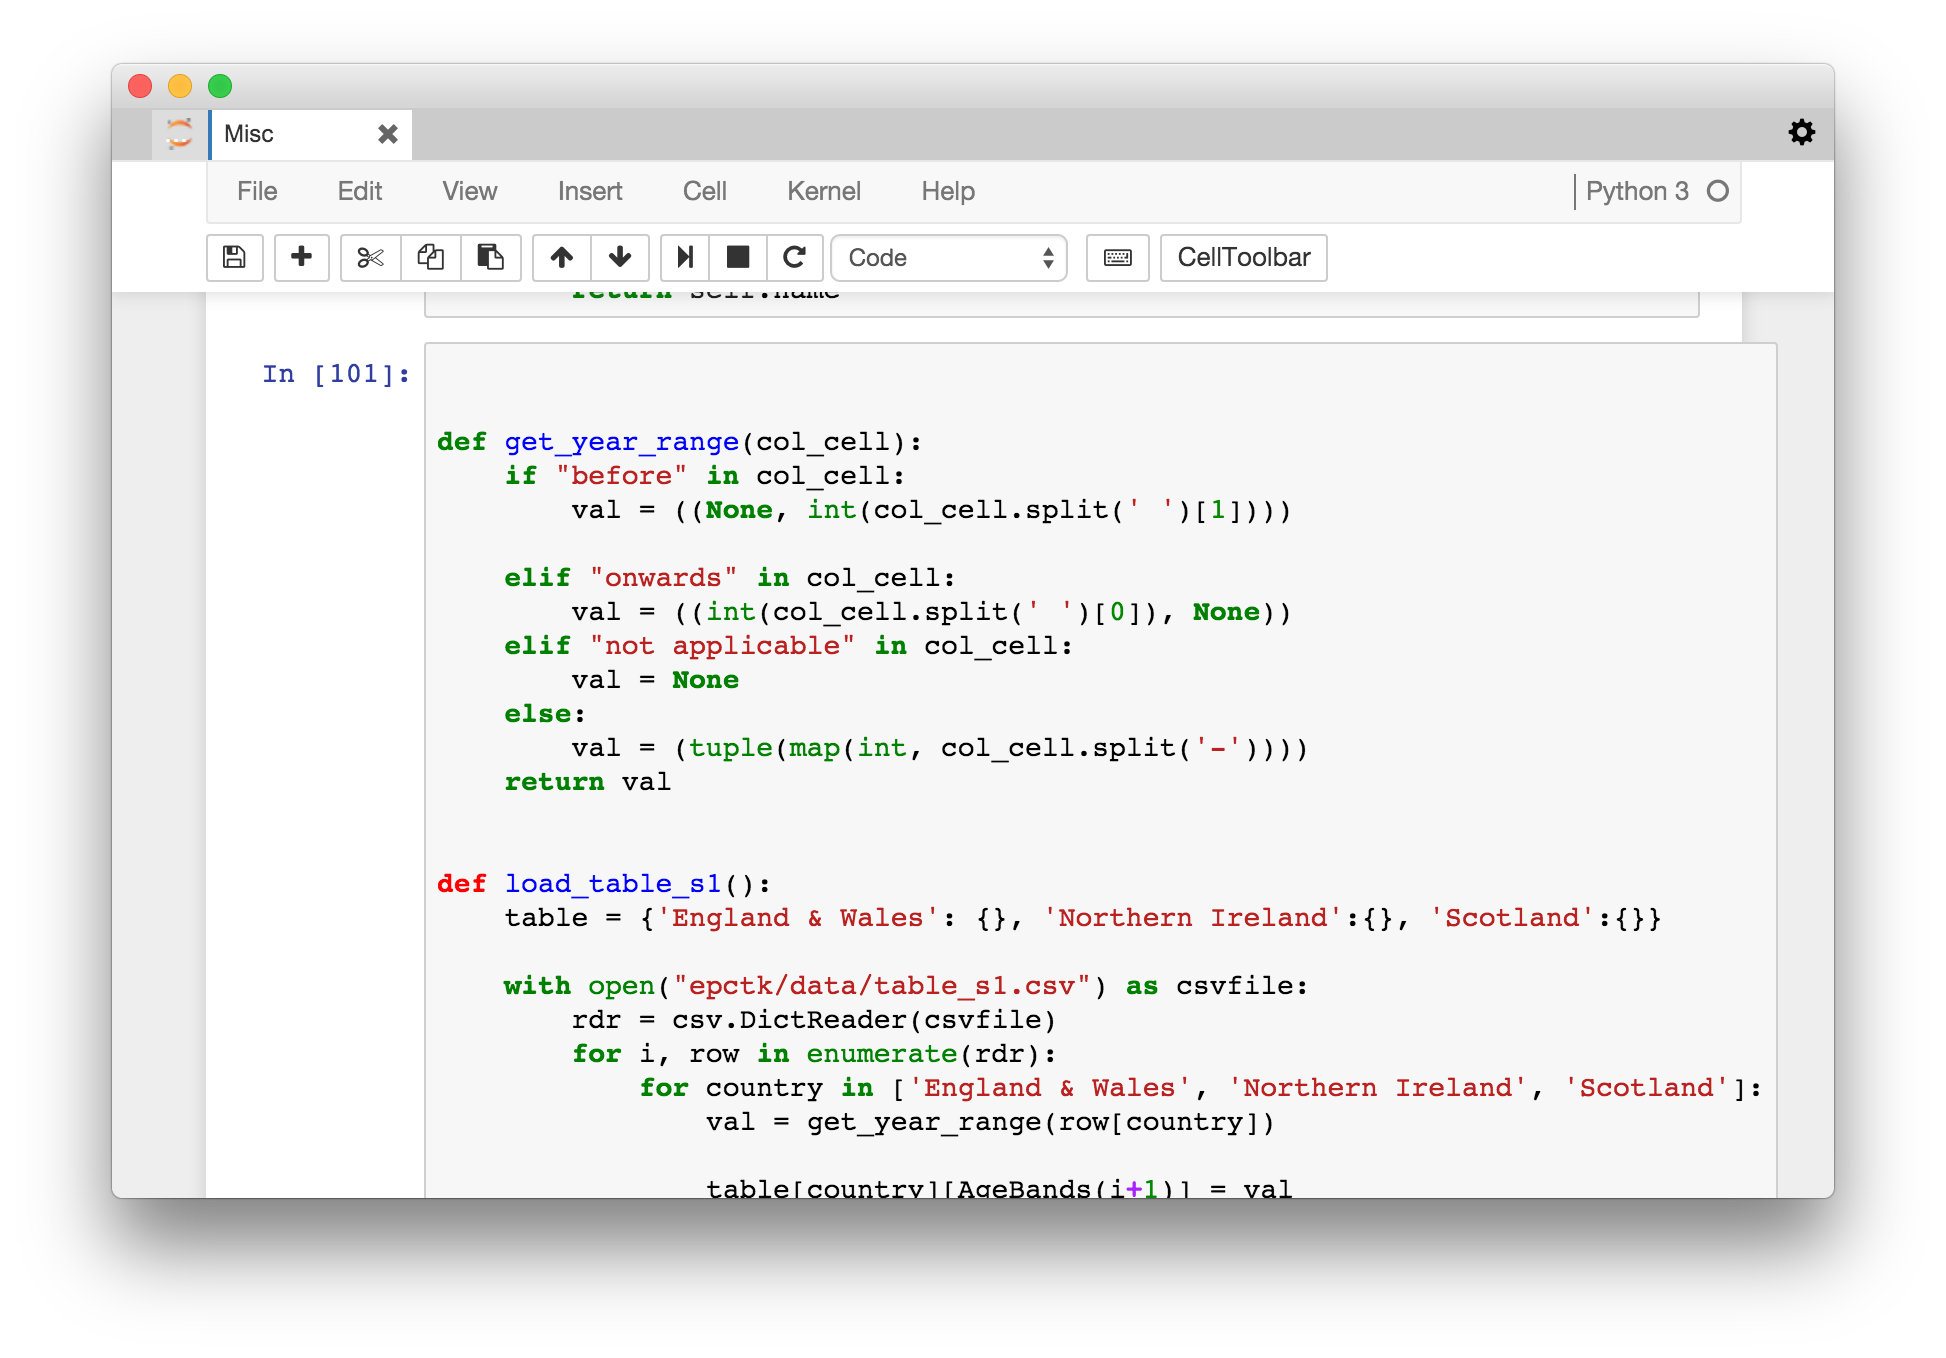 Misc
File Edit View Insert Cell Kernel Help Python 3
Code CellToolbar
return self.name
In [101]:
def get_year_range(col_cell):
    if "before" in col_cell:
        val = ((None, int(col_cell.split(' ')[1])))
    elif "onwards" in col_cell:
        val = ((int(col_cell.split(' ')[0]), None))
    elif "not applicable" in col_cell:
        val = None
    else:
        val = (tuple(map(int, col_cell.split('-'))))
    return val
def load_table_s1():
    table = {'England & Wales': {}, 'Northern Ireland':{}, 'Scotland':{}}
    with open("epctk/data/table_s1.csv") as csvfile:
        rdr = csv.DictReader(csvfile)
        for i, row in enumerate(rdr):
            for country in ['England & Wales', 'Northern Ireland', 'Scotland']:
                val = get_year_range(row[country])
                table[country][AgeBands(i+1)] = val